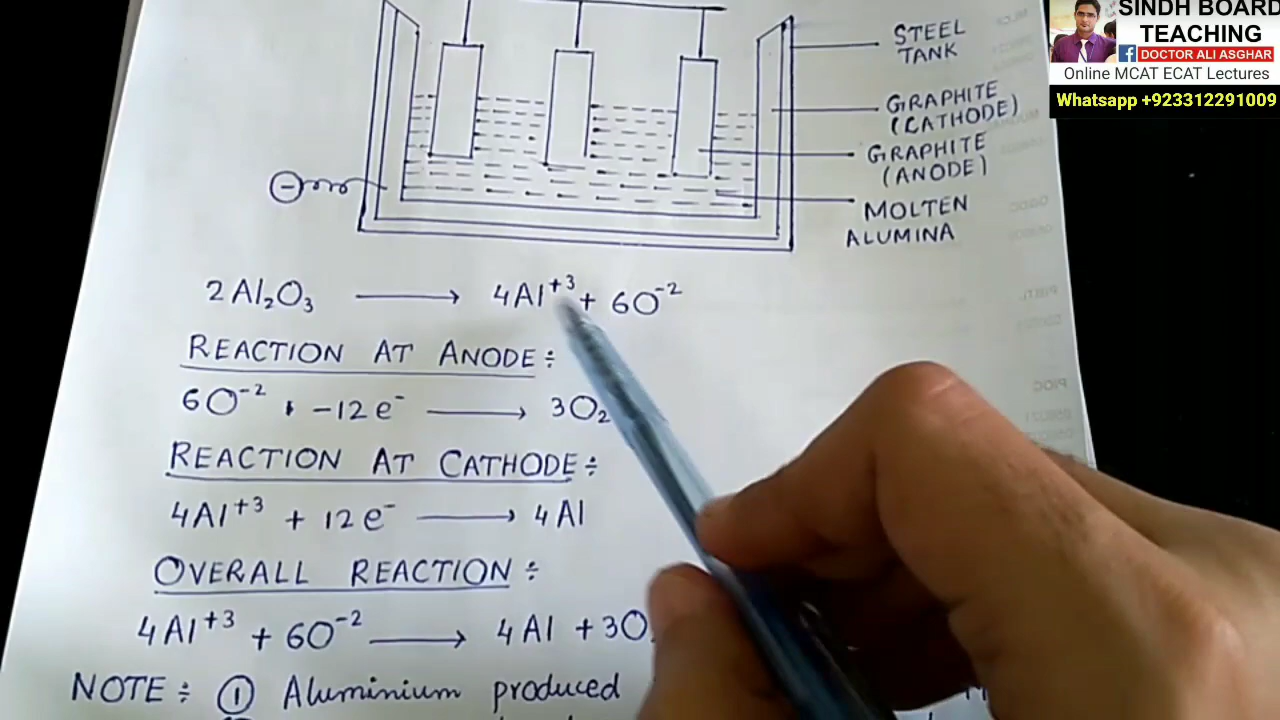 SINDH BOARD
TEACHING
f DOCTOR ALI ASGHAR
Online MCAT ECAT Lectures
Whatsapp +923312291009
STEEL
TANK
GRAPHITE
(CATHODE)
GRAPHITE
(ANODE)
MOLTEN
ALUMINA
2Al₂O₃ ⟶ 4Al⁺³ + 6O⁻²
REACTION AT ANODE ÷
6O⁻² -12e⁻ ⟶ 3O₂
REACTION AT CATHODE ÷
4Al⁺³ + 12e⁻ ⟶ 4Al
OVERALL REACTION ÷
4Al⁺³ + 6O⁻² ⟶ 4Al + 3O
NOTE ÷ ① Aluminium produced